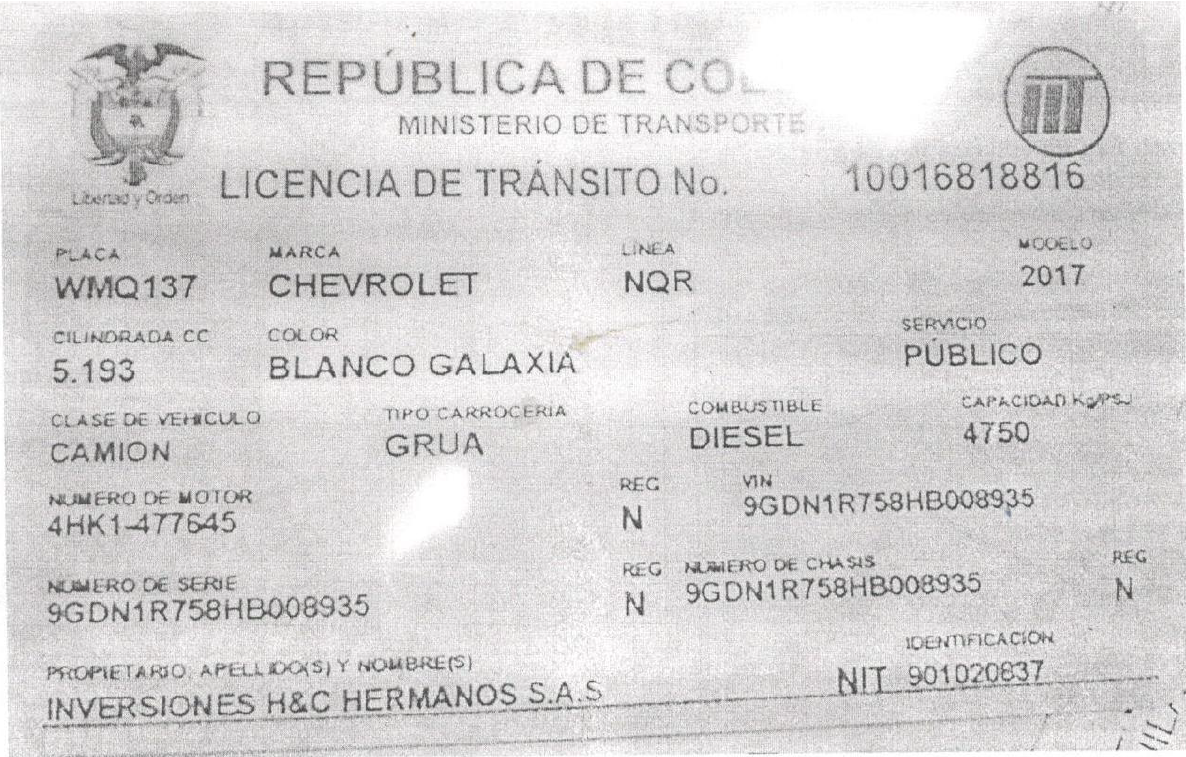 REPÚBLICA DE CO
MINISTERIO DE TRANSPORTE
Libertad y Orden
LICENCIA DE TRÁNSITO No. 10016818816
PLACA MARCA LINEA MODELO
WMQ137 CHEVROLET NQR 2017
CILINDRADA CC COLOR SERVICIO
5.193 BLANCO GALAXIA PÚBLICO
CLASE DE VEHICULO TIPO CARROCERIA COMBUSTIBLE CAPACIDAD Kg/PSJ
CAMION GRUA DIESEL 4750
NUMERO DE MOTOR REG VIN
4HK1-477645 N 9GDN1R758HB008935
NUMERO DE SERIE REG NUMERO DE CHASIS REG
9GDN1R758HB008935 N 9GDN1R758HB008935 N
PROPIETARIO: APELLIDO(S) Y NOMBRE(S) IDENTIFICACION
INVERSIONES H&C HERMANOS S.A.S NIT 901020837